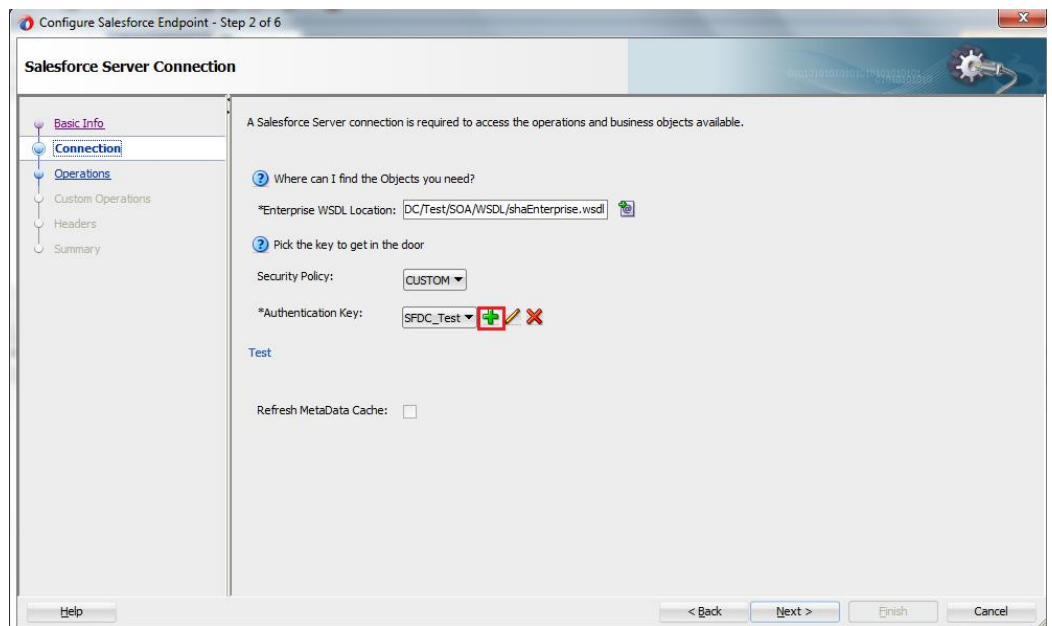 Configure Salesforce Endpoint - Step 2 of 6
Salesforce Server Connection
Basic Info
Connection
Operations
Custom Operations
Headers
Summary
A Salesforce Server connection is required to access the operations and business objects available.
Where can I find the Objects you need?
*Enterprise WSDL Location: DC/Test/SOA/WSDL/shaEnterprise.wsdl
Pick the key to get in the door
Security Policy: CUSTOM
*Authentication Key: SFDC_Test
Test
Refresh MetaData Cache:
Help < Back Next > Finish Cancel